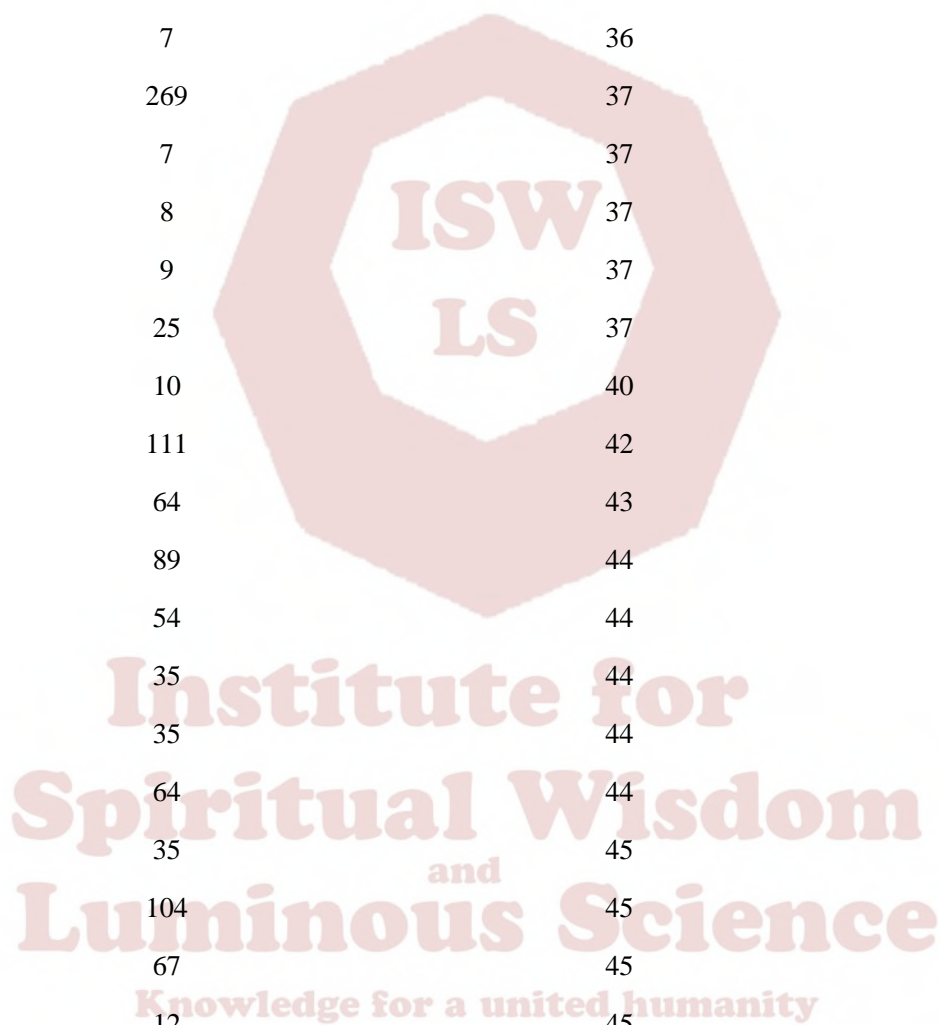 7 36
269 37
7 37
8 37
ISW
9 37
LS
25 37
10 40
111 42
64 43
89 44
54 44
35 44
Institute for
35 44
64 44
Spiritual Wisdom
35 45
and
104 45
Luminous Science
67 45
Knowledge for a united humanity
12 45